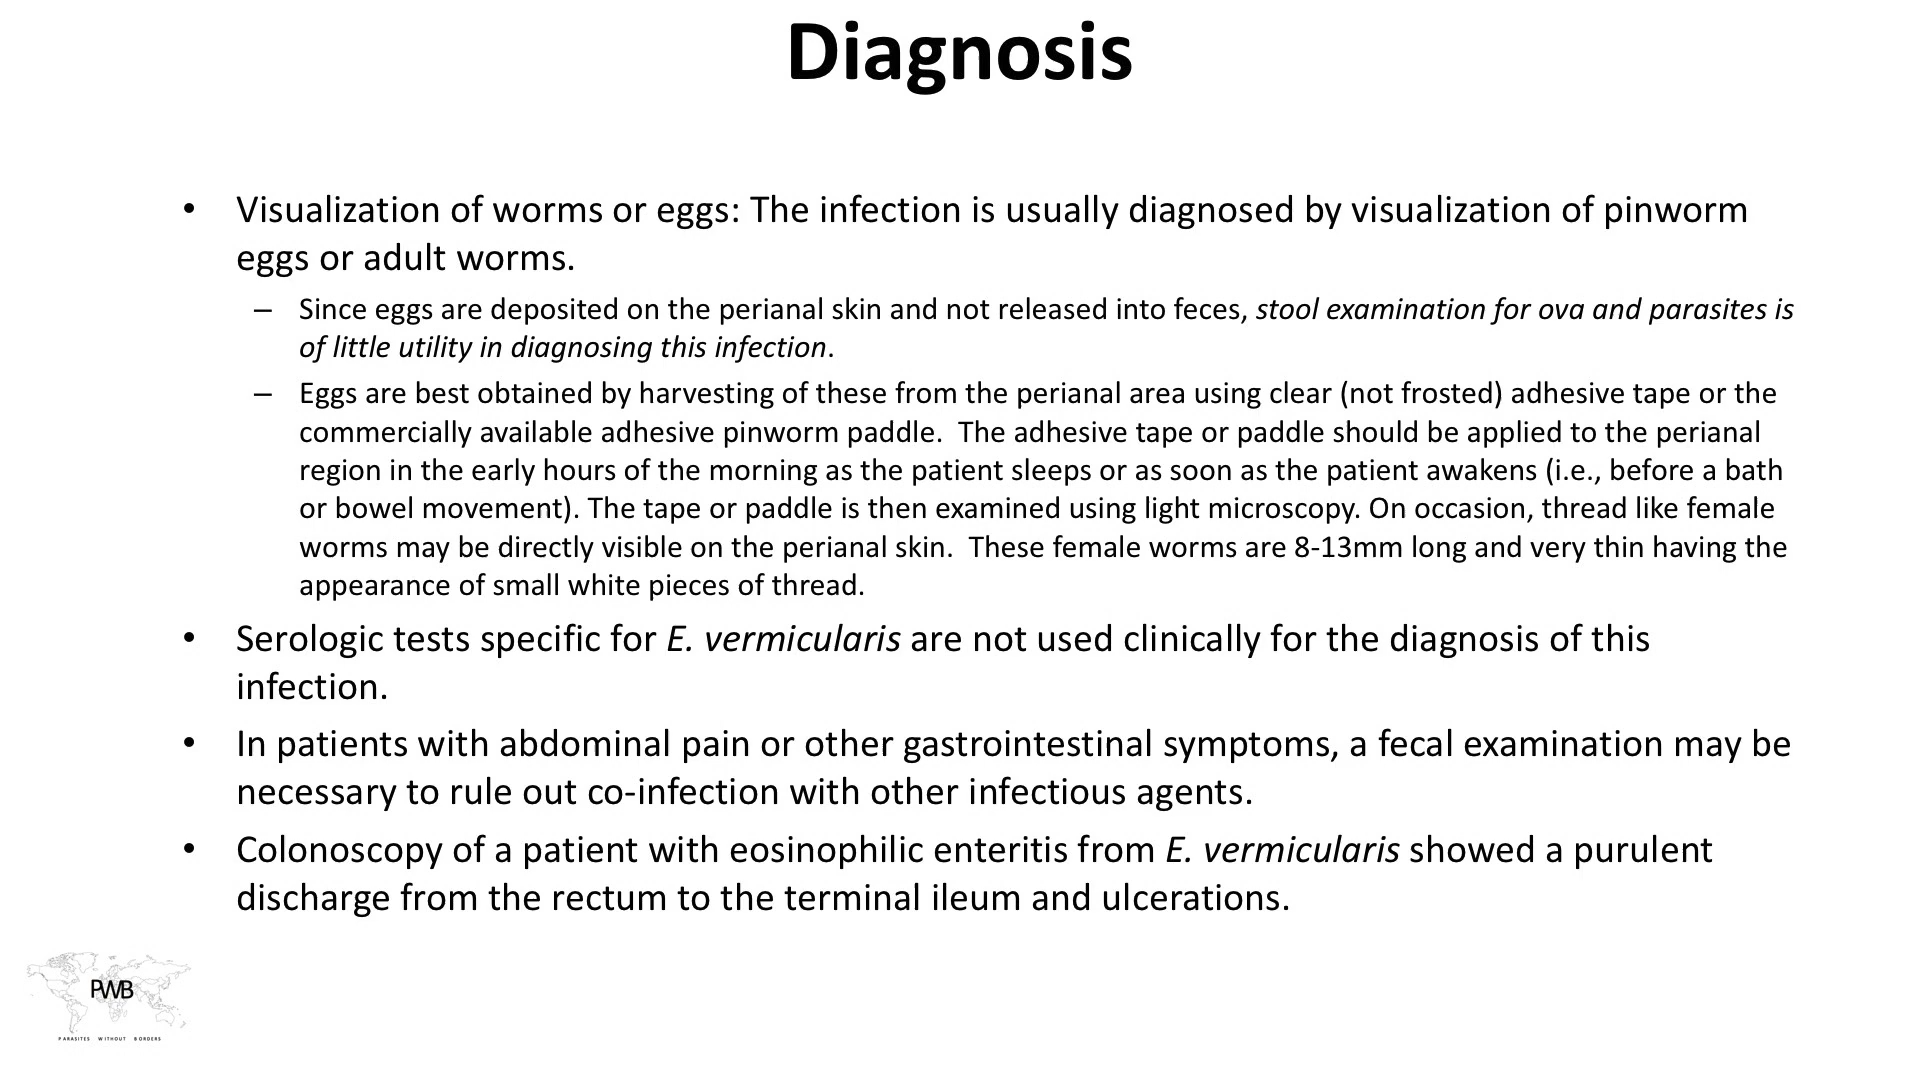 Diagnosis
• Visualization of worms or eggs: The infection is usually diagnosed by visualization of pinworm
eggs or adult worms.
– Since eggs are deposited on the perianal skin and not released into feces, stool examination for ova and parasites is
of little utility in diagnosing this infection.
– Eggs are best obtained by harvesting of these from the perianal area using clear (not frosted) adhesive tape or the
commercially available adhesive pinworm paddle.  The adhesive tape or paddle should be applied to the perianal
region in the early hours of the morning as the patient sleeps or as soon as the patient awakens (i.e., before a bath
or bowel movement). The tape or paddle is then examined using light microscopy. On occasion, thread like female
worms may be directly visible on the perianal skin.  These female worms are 8-13mm long and very thin having the
appearance of small white pieces of thread.
• Serologic tests specific for E. vermicularis are not used clinically for the diagnosis of this
infection.
• In patients with abdominal pain or other gastrointestinal symptoms, a fecal examination may be
necessary to rule out co-infection with other infectious agents.
• Colonoscopy of a patient with eosinophilic enteritis from E. vermicularis showed a purulent
discharge from the rectum to the terminal ileum and ulcerations.
PWB
PARASITES WITHOUT BORDERS